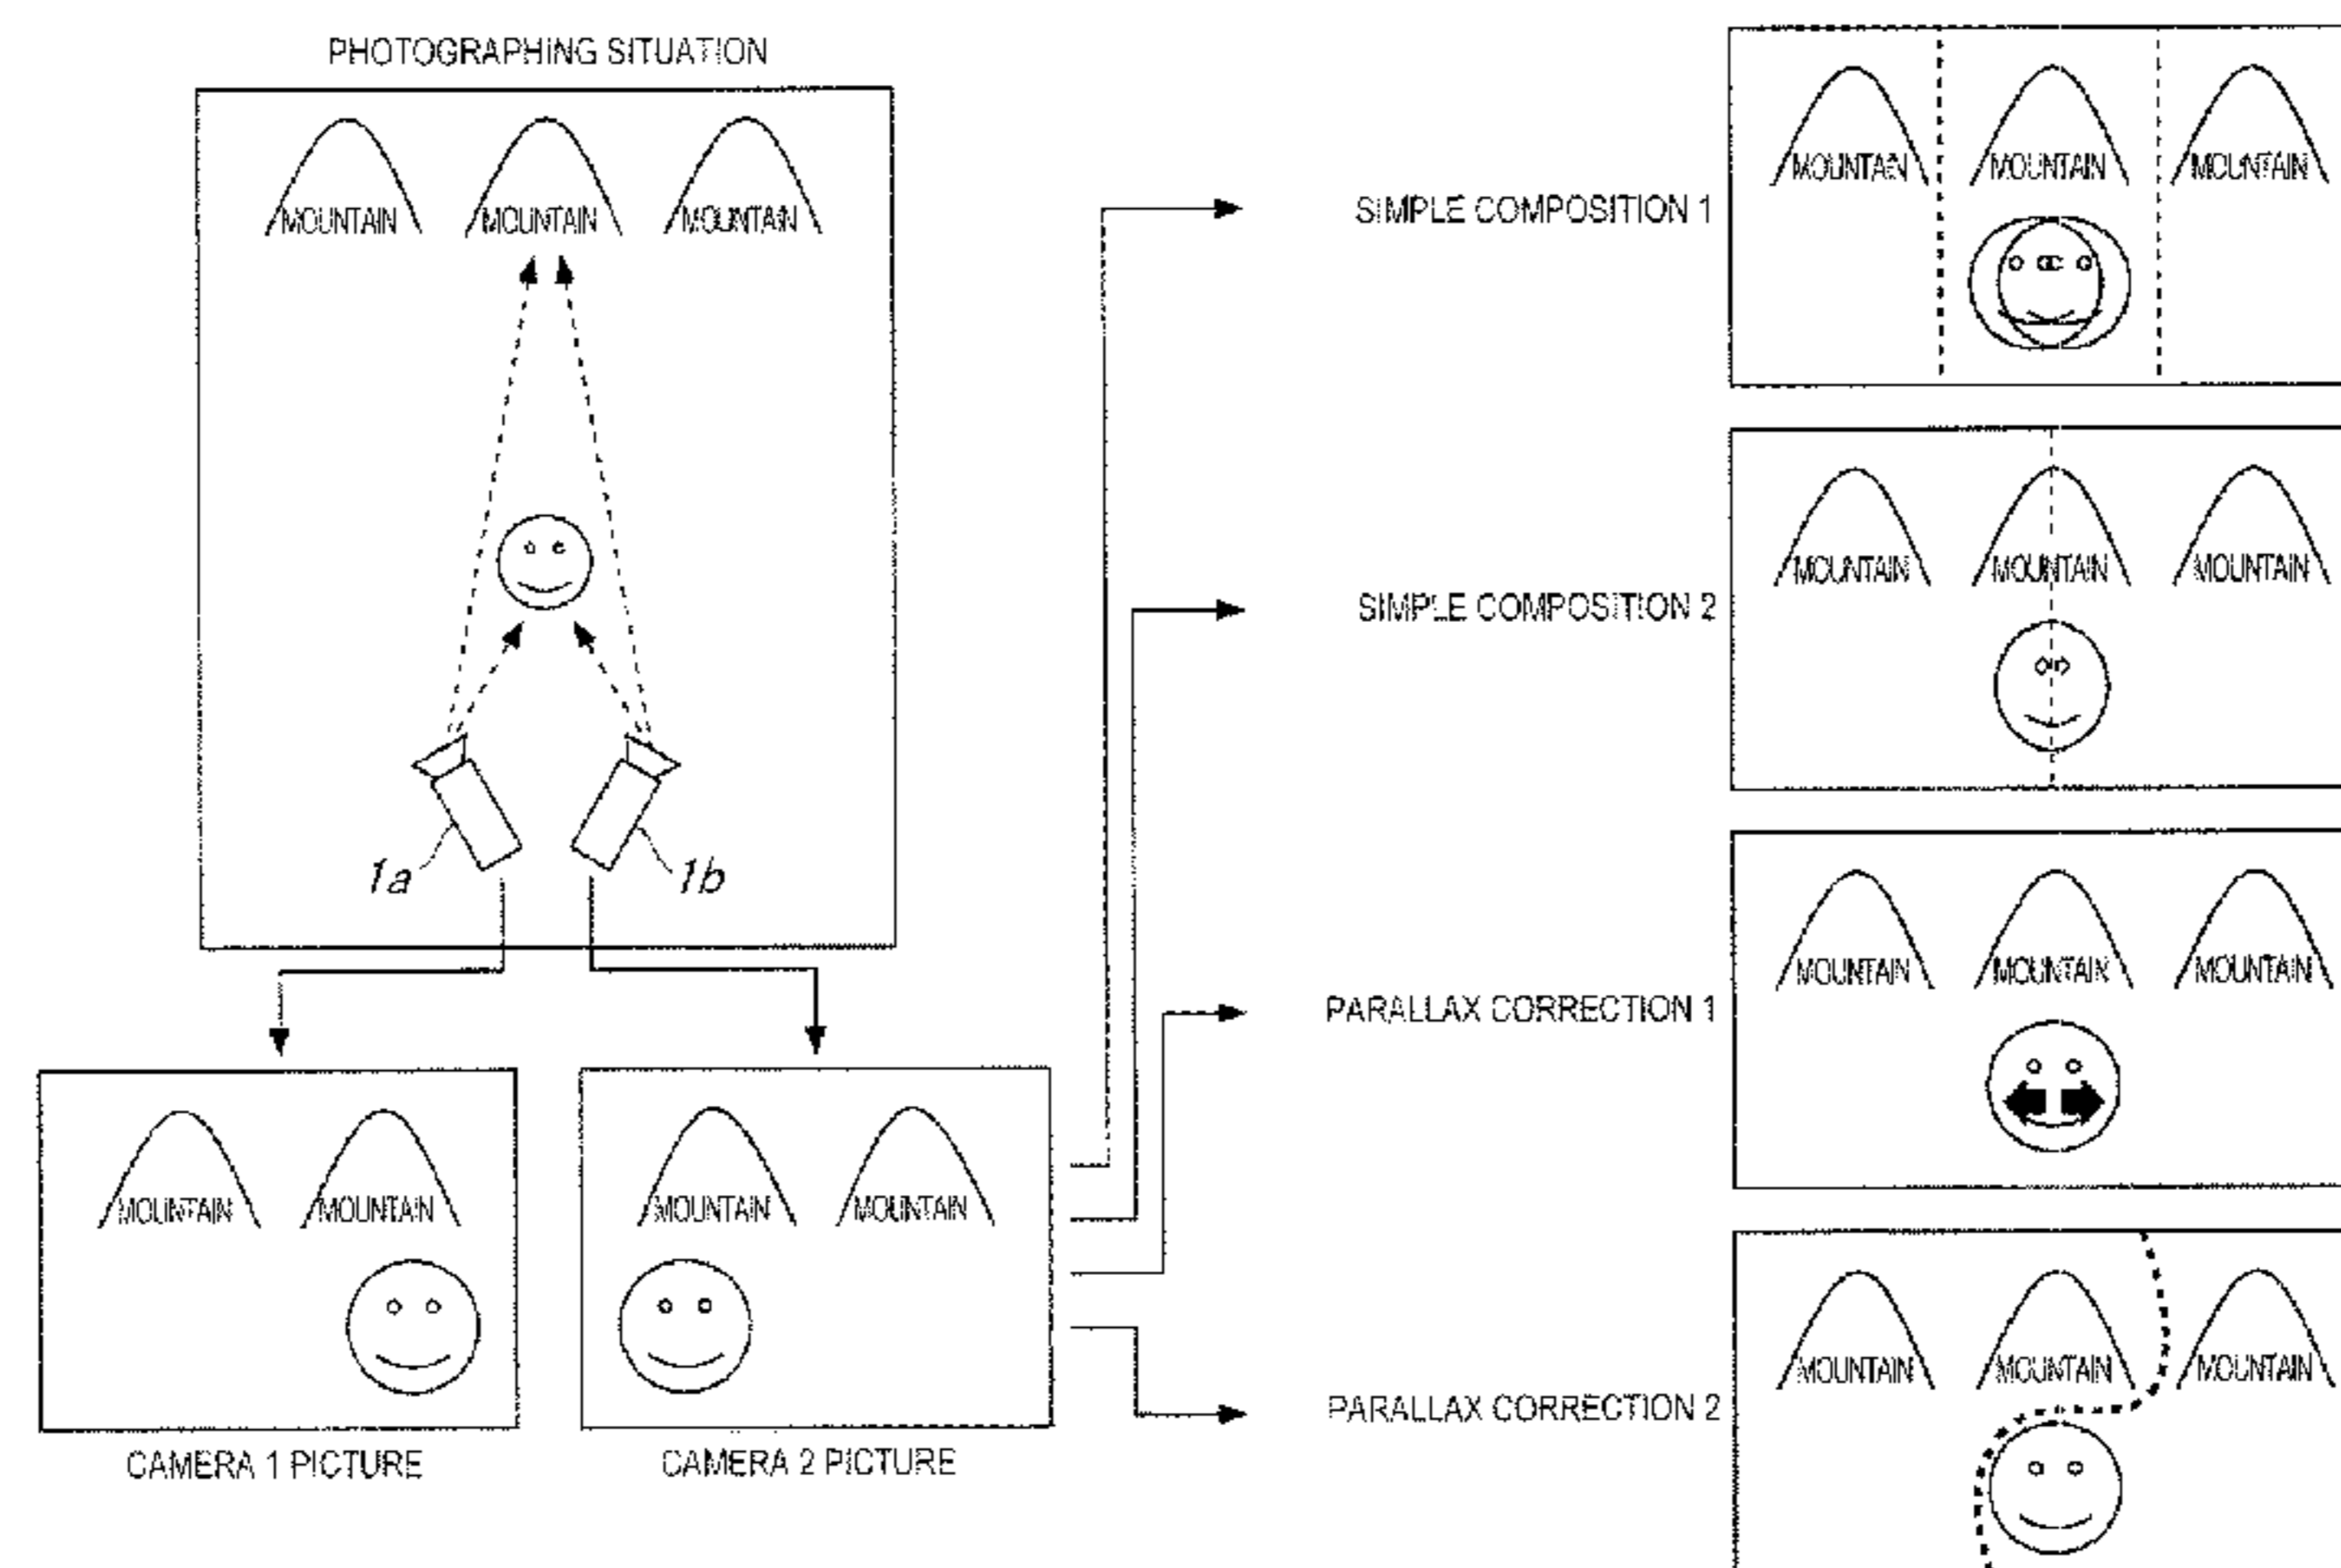 PHOTOGRAPHING SITUATION
MOUNTAIN MOUNTAIN MOUNTAIN
1a 1b
MOUNTAIN MOUNTAIN
CAMERA 1 PICTURE
MOUNTAIN MOUNTAIN
CAMERA 2 PICTURE
SIMPLE COMPOSITION 1
MOUNTAIN MOUNTAIN MOUNTAIN
SIMPLE COMPOSITION 2
MOUNTAIN MOUNTAIN MOUNTAIN
PARALLAX CORRECTION 1
MOUNTAIN MOUNTAIN MOUNTAIN
PARALLAX CORRECTION 2
MOUNTAIN MOUNTAIN MOUNTAIN